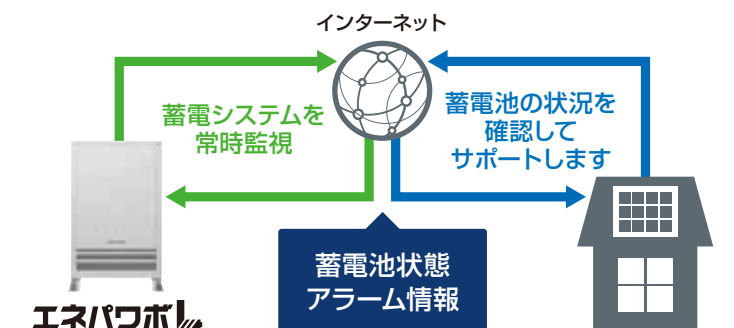 インターネット
蓄電システムを
常時監視
蓄電池の状況を
確認して
サポートします
蓄電池状態
アラーム情報
エネパワボL